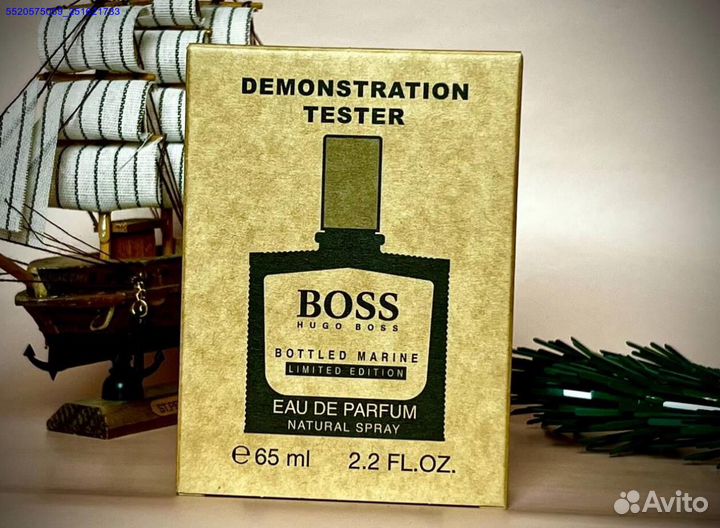 DEMONSTRATION
TESTER
BOSS
HUGO BOSS
BOTTLED MARINE
LIMITED EDITION
EAU DE PARFUM
NATURAL SPRAY
e 65 ml 2.2 FL.OZ.
Avito